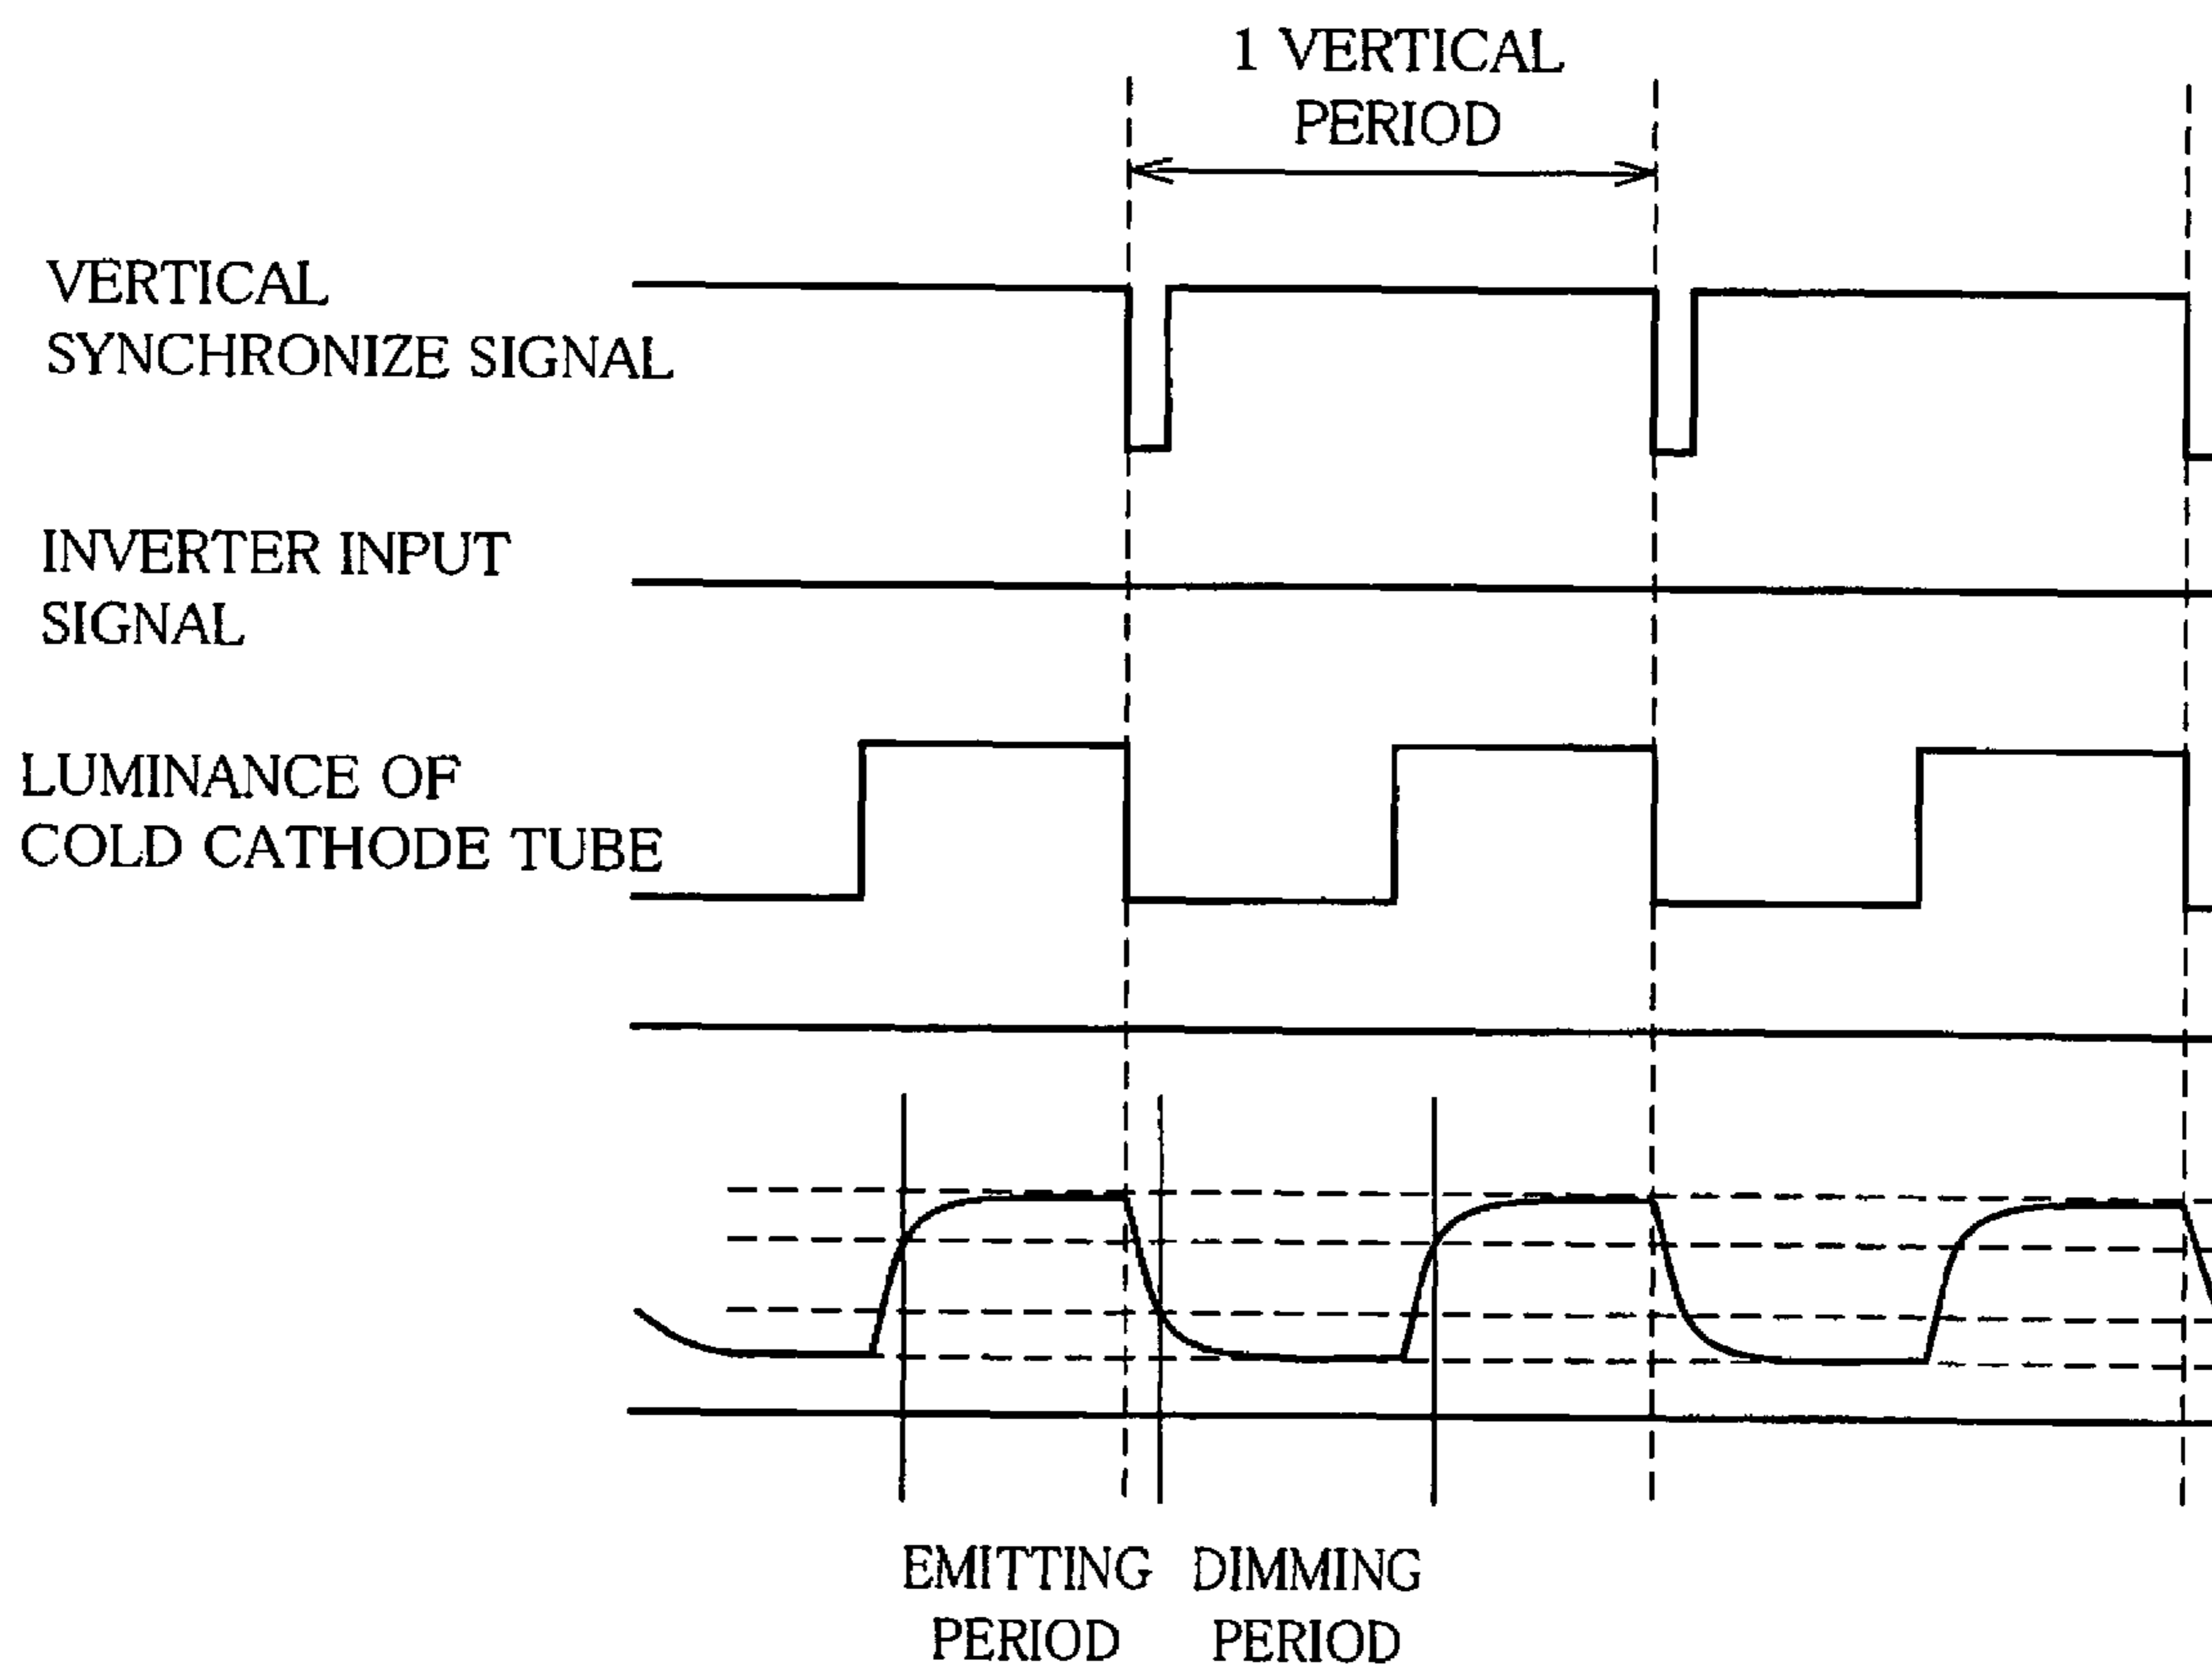 1 VERTICAL
PERIOD
VERTICAL
SYNCHRONIZE SIGNAL
INVERTER INPUT
SIGNAL
LUMINANCE OF
COLD CATHODE TUBE
EMITTING
PERIOD
DIMMING
PERIOD